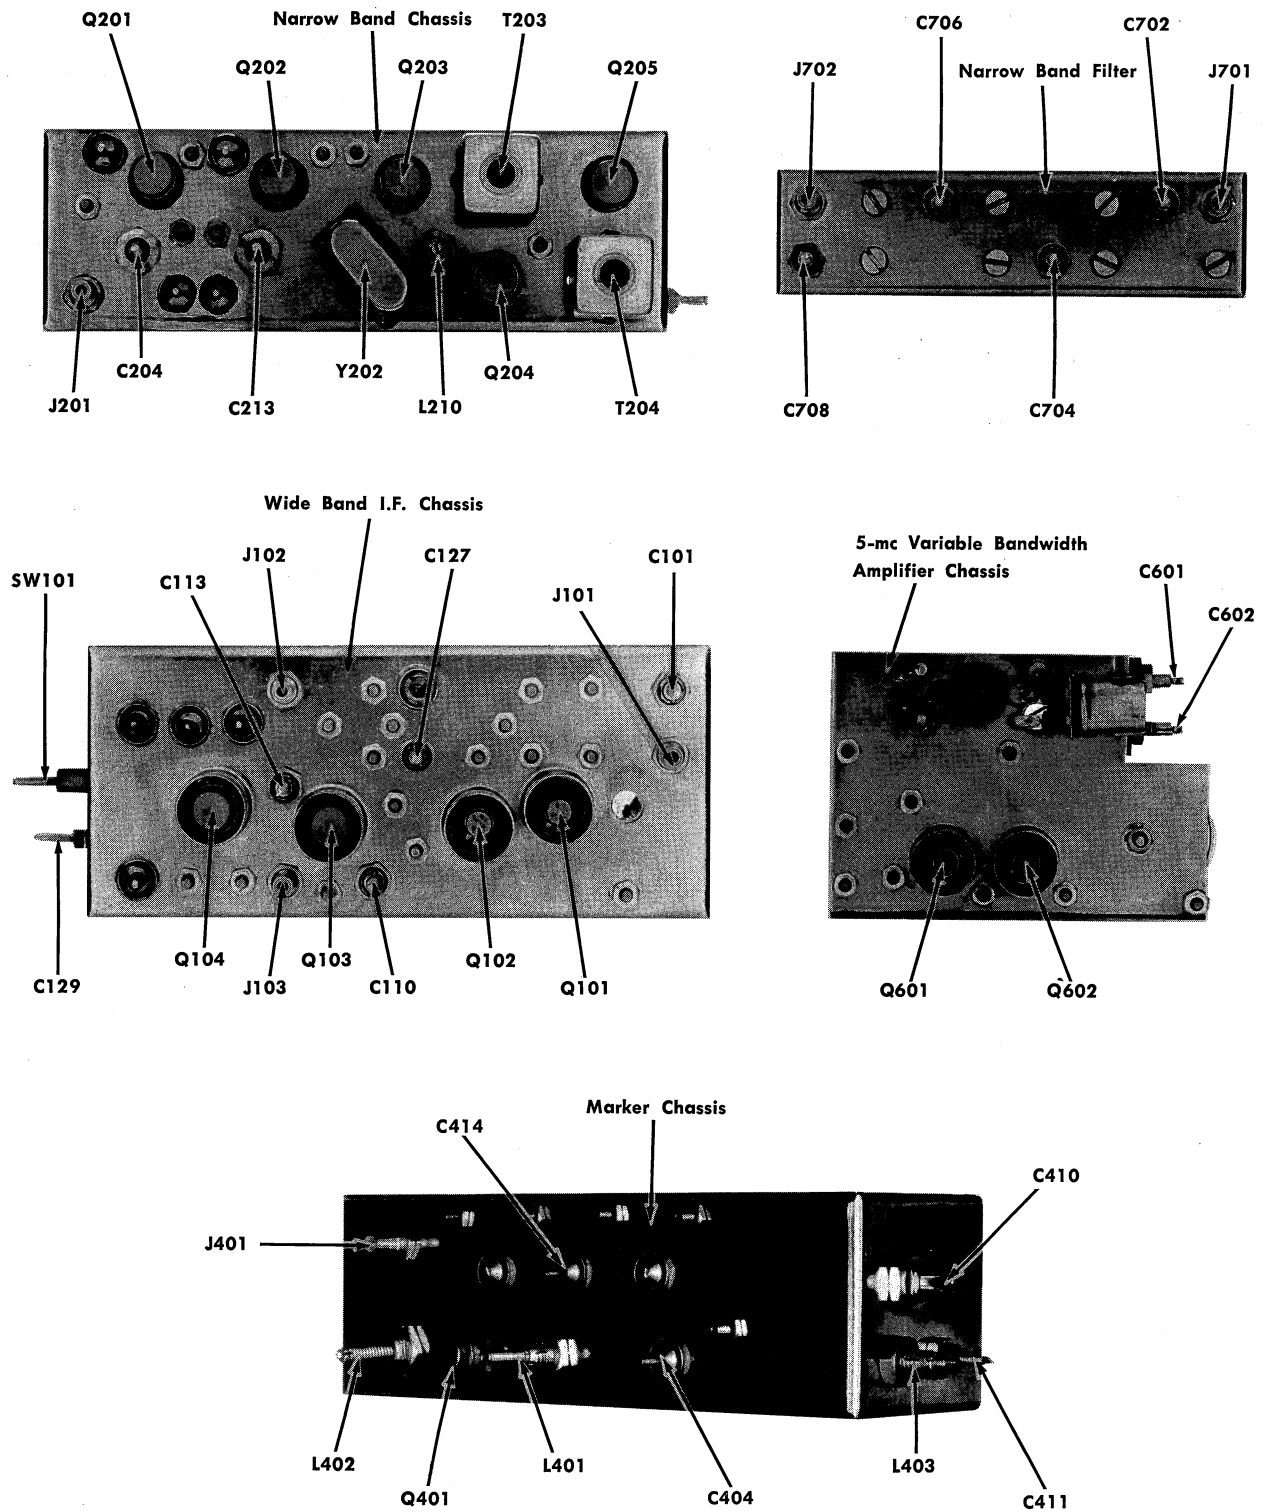 Q201
Narrow Band Chassis
T203
Q202
Q203
Q205
C204
Y202
Q204
J201
C213
L210
T204
C706
C702
J702
Narrow Band Filter
J701
C708
C704
Wide Band I.F. Chassis
J102
C127
C101
SW101
C113
J101
Q104
Q103
Q102
C129
J103
C110
Q101
5-mc Variable Bandwidth
Amplifier Chassis
C601
C602
Q601
Q602
Marker Chassis
C414
C410
J401
L402
L401
L403
Q401
C404
C411